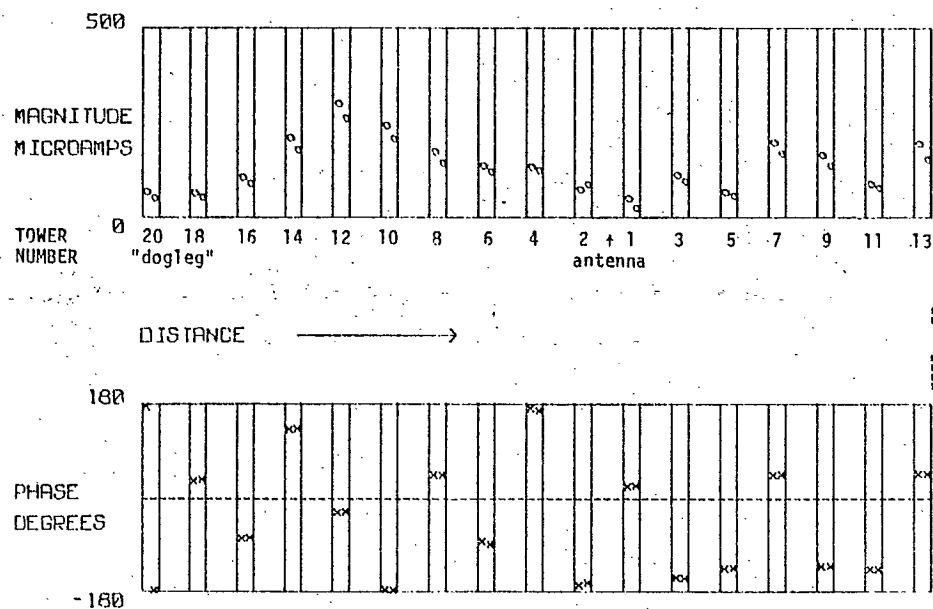 500
MAGNITUDE
MICROAMPS
0
TOWER NUMBER 20 18 16 14 12 10 8 6 4 2 ↑ 1 3 5 7 9 11 13
"dogleg" antenna
DISTANCE
180
PHASE
DEGREES
-180